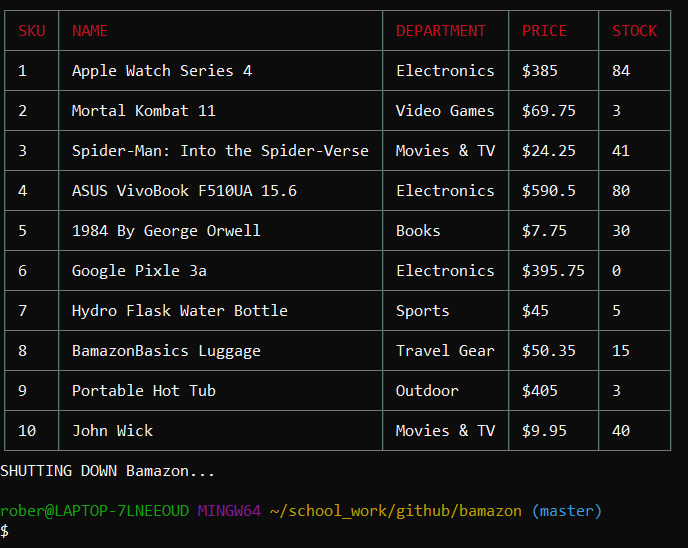 SKU NAME DEPARTMENT PRICE STOCK
1 Apple Watch Series 4 Electronics $385 84
2 Mortal Kombat 11 Video Games $69.75 3
3 Spider-Man: Into the Spider-Verse Movies & TV $24.25 41
4 ASUS VivoBook F510UA 15.6 Electronics $590.5 80
5 1984 By George Orwell Books $7.75 30
6 Google Pixle 3a Electronics $395.75 0
7 Hydro Flask Water Bottle Sports $45 5
8 BamazonBasics Luggage Travel Gear $50.35 15
9 Portable Hot Tub Outdoor $405 3
10 John Wick Movies & TV $9.95 40
SHUTTING DOWN Bamazon...
rober@LAPTOP-7LNEEOUD MINGW64 ~/school_work/github/bamazon (master)
$